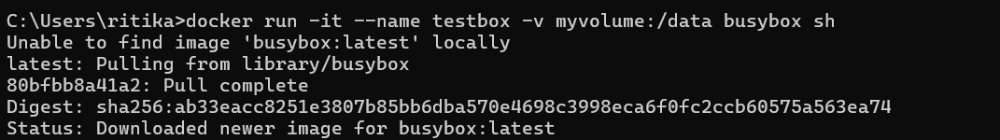 C:\Users\ritika>docker run -it --name testbox -v myvolume:/data busybox sh
Unable to find image 'busybox:latest' locally
latest: Pulling from library/busybox
80bfbb8a41a2: Pull complete
Digest: sha256:ab33eacc8251e3807b85bb6dba570e4698c3998eca6f0fc2ccb60575a563ea74
Status: Downloaded newer image for busybox:latest